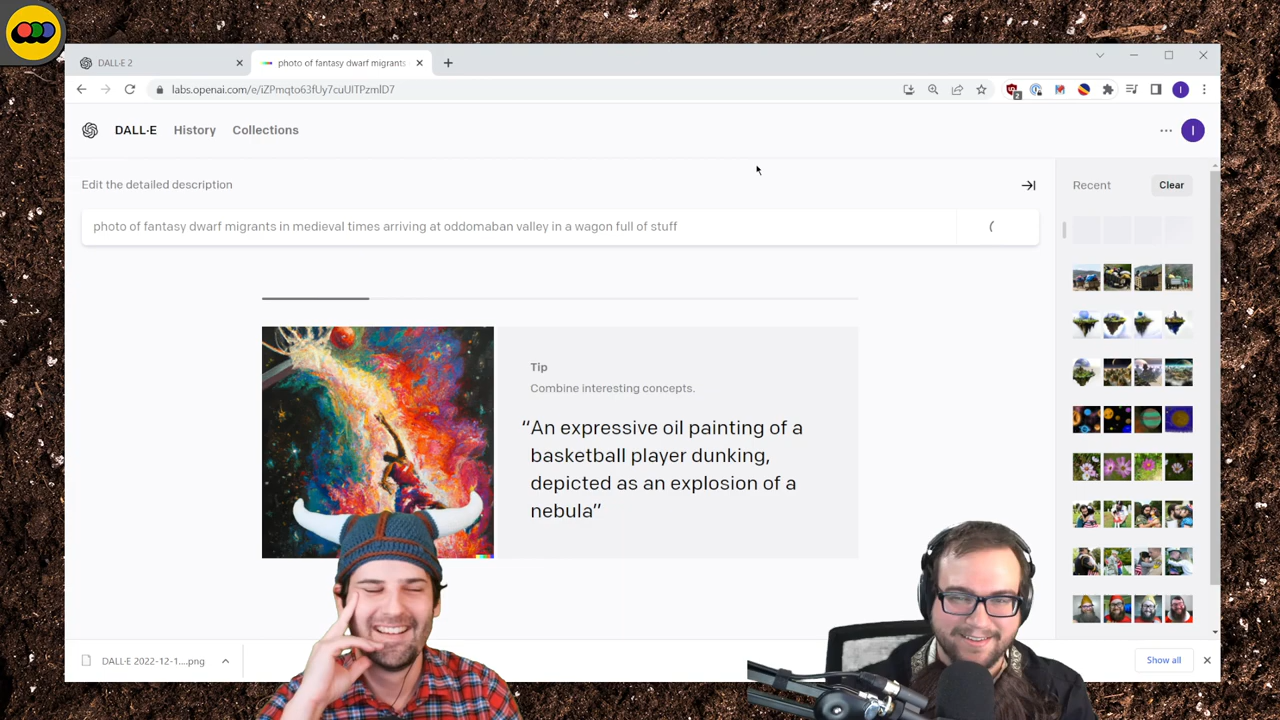 DALL·E 2
photo of fantasy dwarf migrants
labs.openai.com/e/iZPmqto63fUy7cuUITPzmID7
2
I
DALL·E History Collections
I
Edit the detailed description
Recent
Clear
photo of fantasy dwarf migrants in medieval times arriving at oddomaban valley in a wagon full of stuff
Tip
Combine interesting concepts.
“An expressive oil painting of a
basketball player dunking,
depicted as an explosion of a
nebula”
DALL·E 2022-12-1....png
Show all